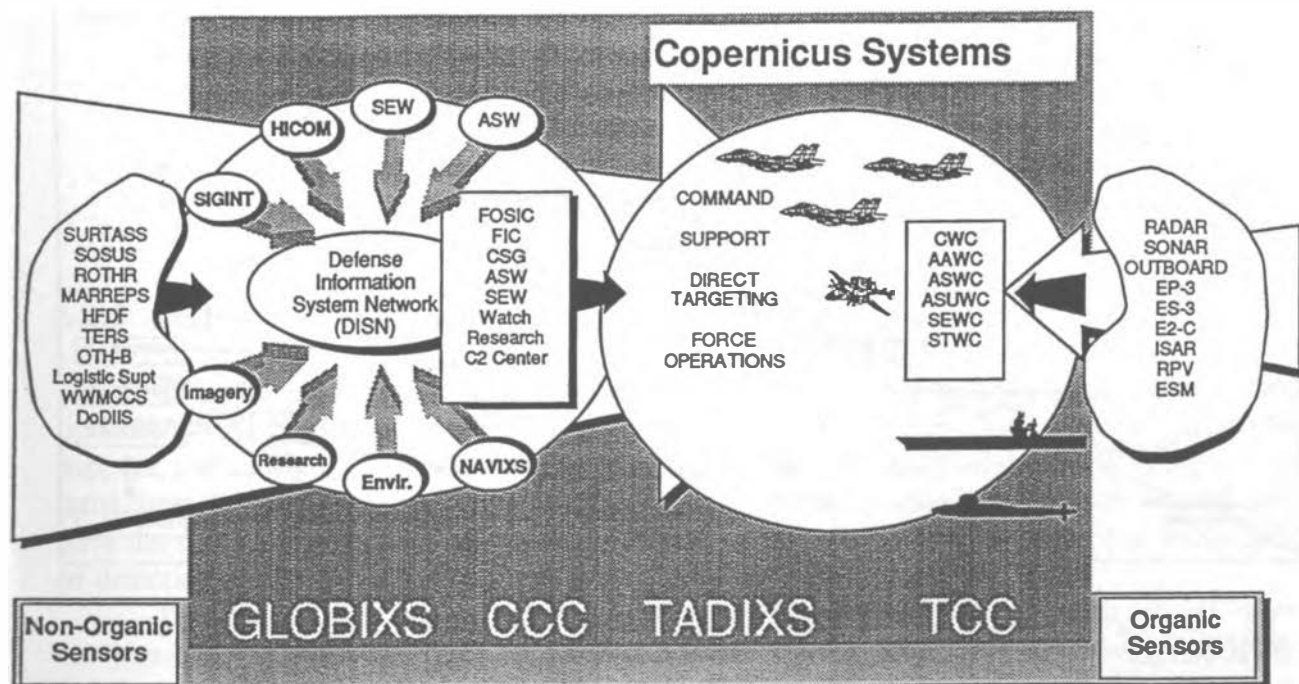 Copernicus Systems
HICOM
SEW
ASW
SIGINT
Imagery
Research
Envir.
NAVIXS
SURTASS
SOSUS
ROTHR
MARREPS
HFDF
TERS
OTH-B
Logistic Supt
WWMCCS
DoDIIS
Defense
Information
System Network
(DISN)
FOSIC
FIC
CSG
ASW
SEW
Watch
Research
C2 Center
COMMAND
SUPPORT
DIRECT
TARGETING
FORCE
OPERATIONS
CWC
AAWC
ASWC
ASUWC
SEWC
STWC
RADAR
SONAR
OUTBOARD
EP-3
ES-3
E2-C
ISAR
RPV
ESM
Non-Organic
Sensors
GLOBIXS CCC TADIXS TCC
Organic
Sensors